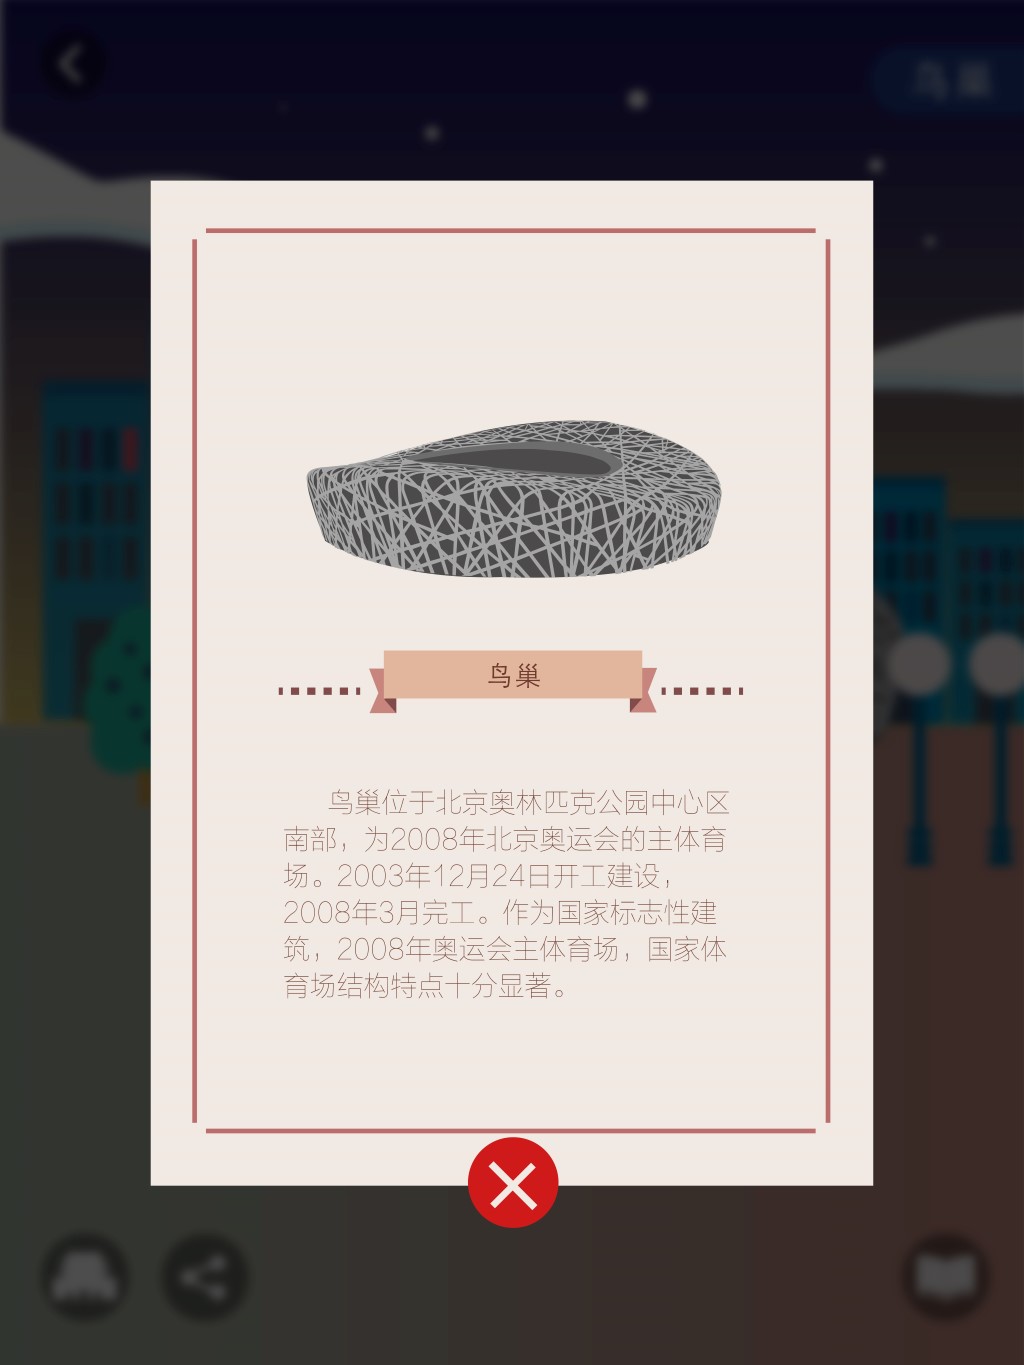 鸟巢
鸟巢
鸟巢位于北京奥林匹克公园中心区
南部，为2008年北京奥运会的主体育
场。2003年12月24日开工建设，
2008年3月完工。作为国家标志性建
筑，2008年奥运会主体育场，国家体
育场结构特点十分显著。